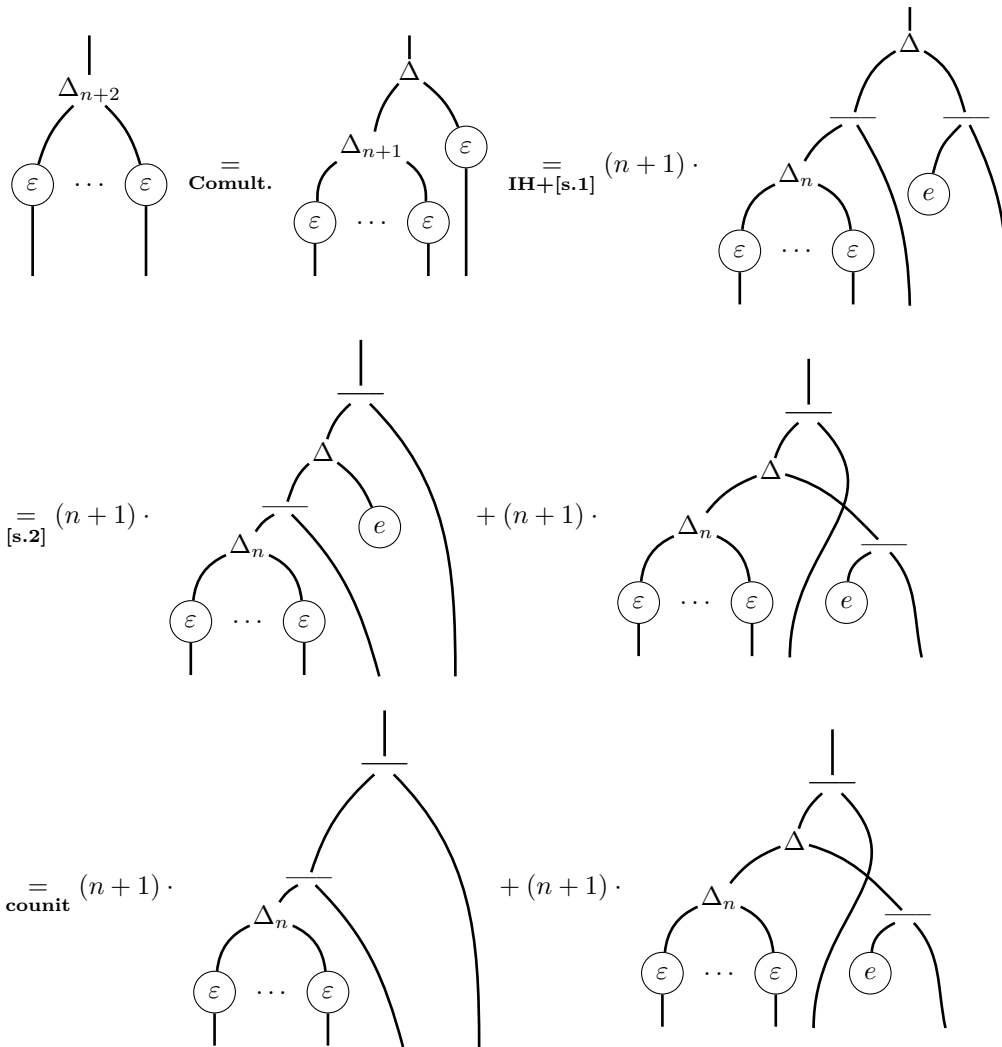 Δ
Δ_{n+2} Δ
Δ_{n+1} ε e
ε ⋯ ε = Comult. ε ⋯ ε = IH+[s.1] (n + 1) · Δ_n
ε ⋯ ε
Δ Δ
= [s.2] (n + 1) · Δ_n e + (n + 1) · Δ_n
ε ⋯ ε ε ⋯ ε e
Δ
= counit (n + 1) · Δ_n + (n + 1) · Δ_n
ε ⋯ ε ε ⋯ ε e